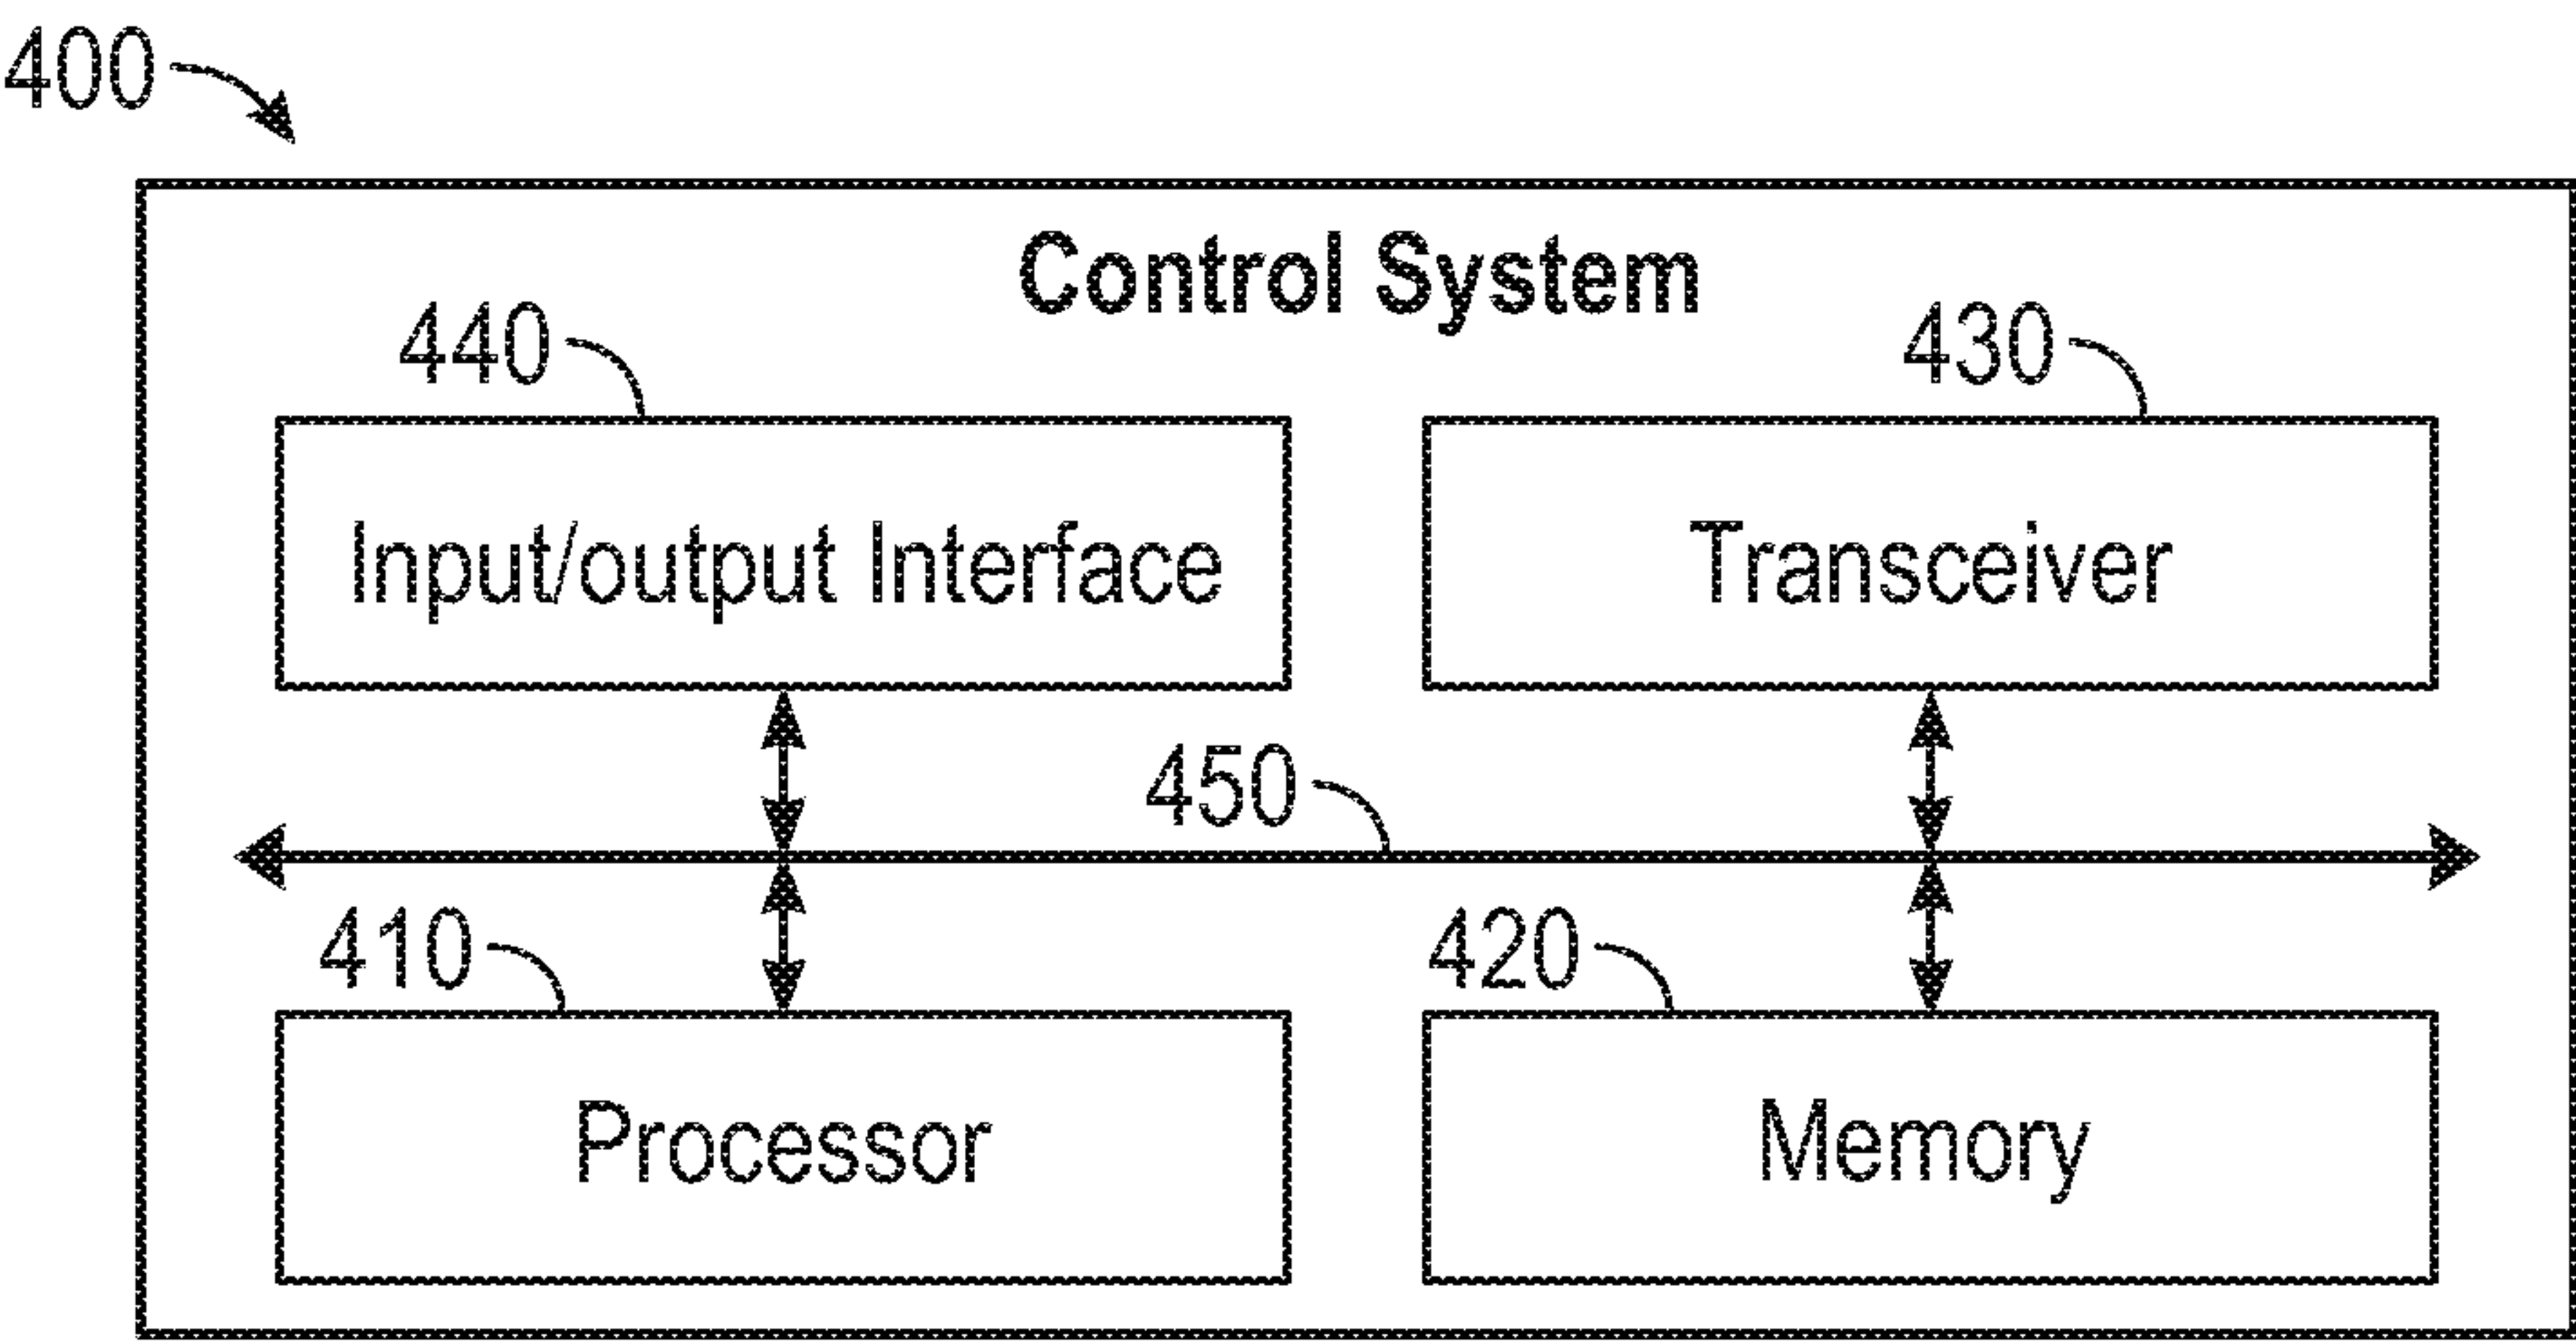 400
Control System
440
430
Input/output Interface
Transceiver
450
410
420
Processor
Memory